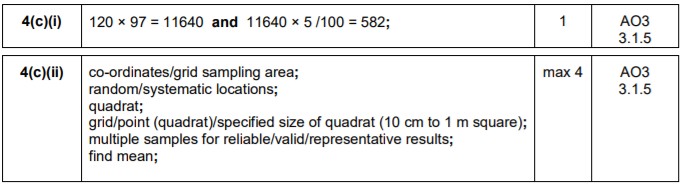 4(c)(i) 120 × 97 = 11640 and 11640 × 5 /100 = 582; 1 AO3
3.1.5
4(c)(ii) co-ordinates/grid sampling area; max 4 AO3
random/systematic locations; 3.1.5
quadrat;
grid/point (quadrat)/specified size of quadrat (10 cm to 1 m square);
multiple samples for reliable/valid/representative results;
find mean;